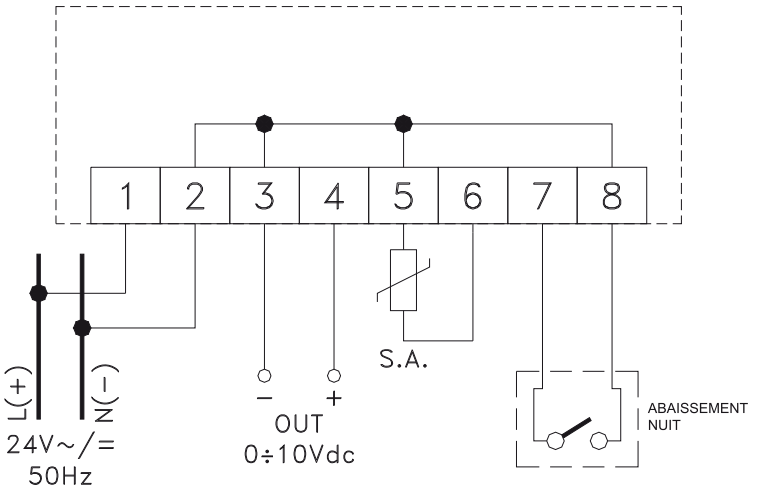 1 2 3 4 5 6 7 8
L(+)
N(-)
24V~/=
50Hz
- +
OUT
0÷10Vdc
S.A.
ABAISSEMENT
NUIT